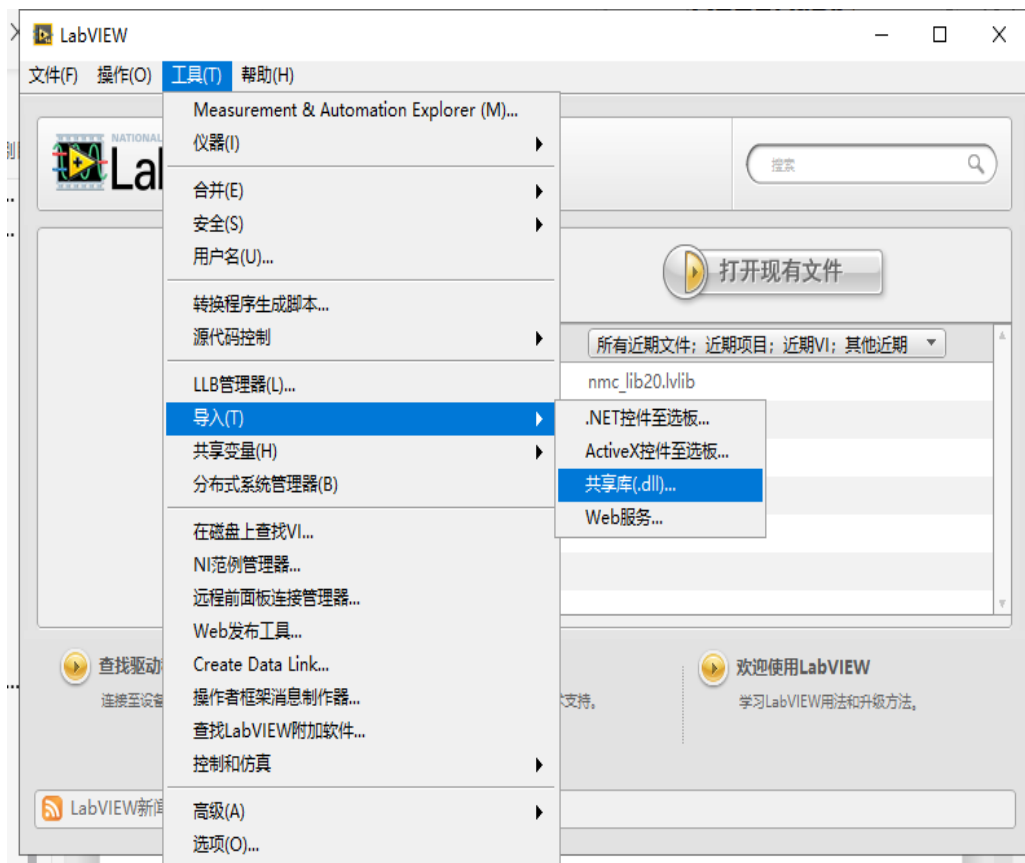 LabVIEW
文件(F) 操作(O) 工具(T) 帮助(H)
Measurement & Automation Explorer (M)...
仪器(I)
合并(E)
安全(S)
用户名(U)...
转换程序生成脚本...
源代码控制
LLB管理器(L)...
导入(T)
共享变量(H)
分布式系统管理器(B)
在磁盘上查找VI...
NI范例管理器...
远程前面板连接管理器...
Web发布工具...
Create Data Link...
操作者框架消息制作器...
查找LabVIEW附加软件...
控制和仿真
高级(A)
选项(O)...
.NET控件至选板...
ActiveX控件至选板...
共享库(.dll)...
Web服务...
NATIONAL
Lab
搜索
打开现有文件
所有近期文件；近期项目；近期VI；其他近期
nmc_lib20.lvlib
查找驱动
连接至设备
支持。
欢迎使用LabVIEW
学习LabVIEW用法和升级方法。
LabVIEW新闻